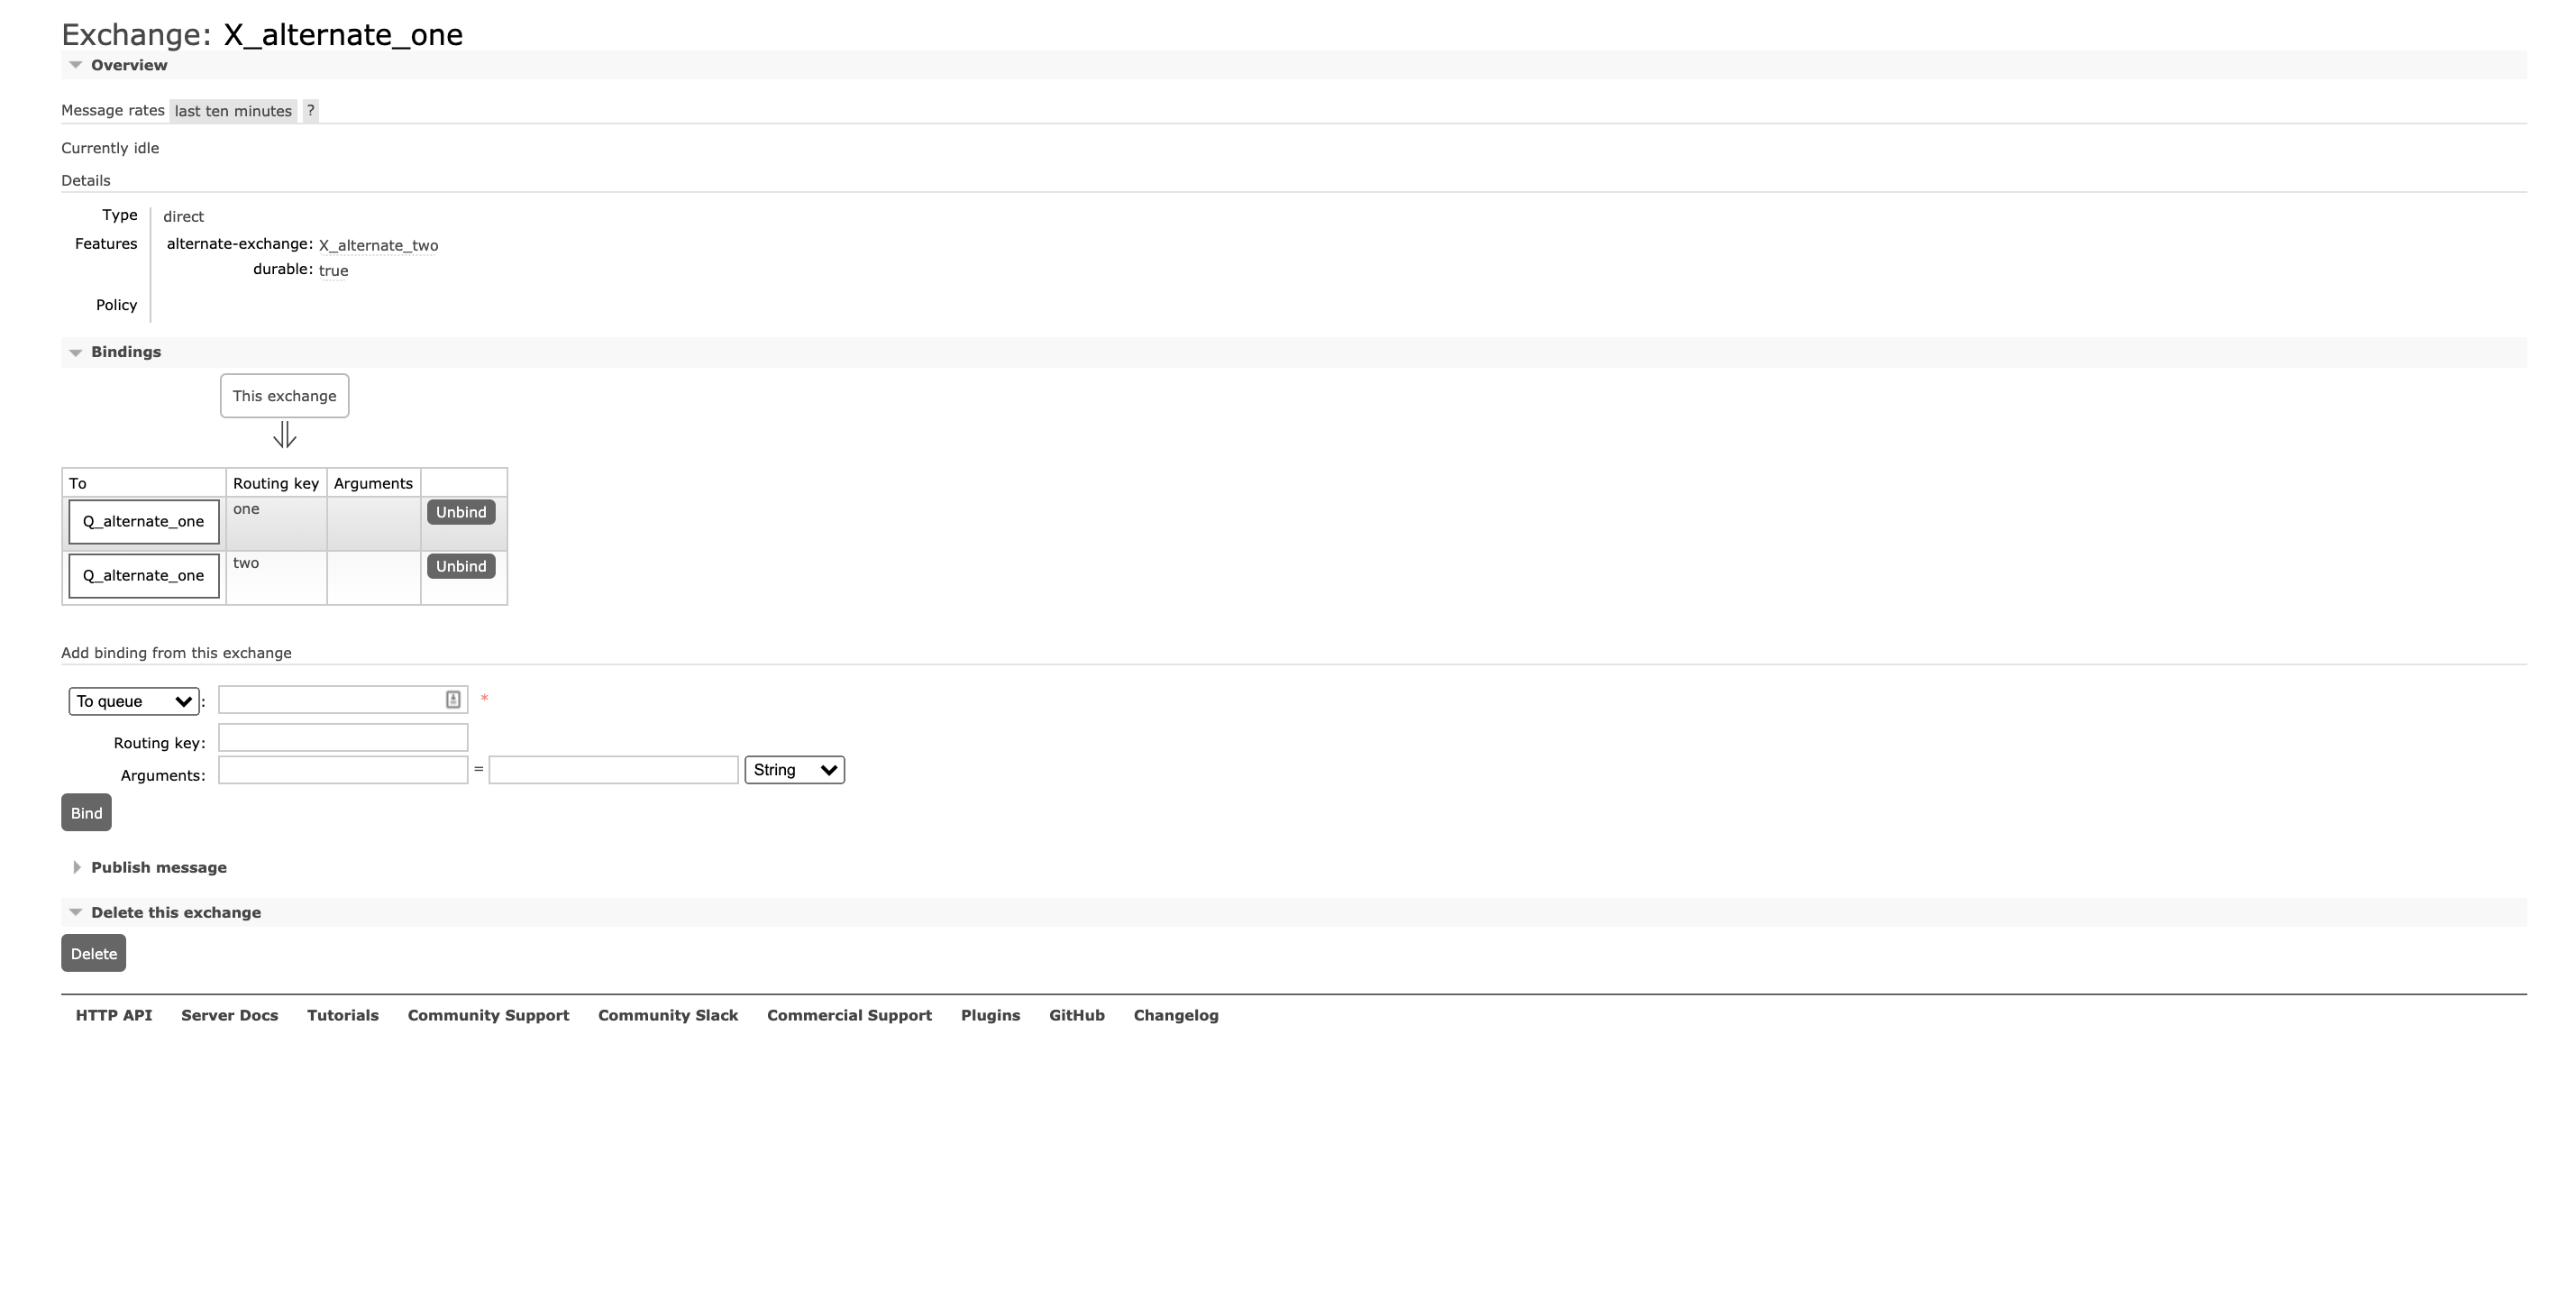 Exchange: X_alternate_one
Overview
Message rates last ten minutes ?
Currently idle
Details
Type direct
Features alternate-exchange: X_alternate_two
durable: true
Policy
Bindings
This exchange
To Routing key Arguments
Q_alternate_one one Unbind
Q_alternate_one two Unbind
Add binding from this exchange
To queue : *
Routing key:
Arguments: = String
Bind
Publish message
Delete this exchange
Delete
HTTP API Server Docs Tutorials Community Support Community Slack Commercial Support Plugins GitHub Changelog